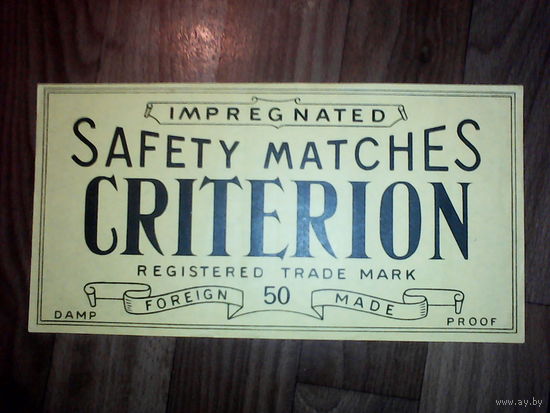 IMPREGNATED
SAFETY MATCHES
CRITERION
REGISTERED TRADE MARK
FOREIGN 50 MADE
DAMP PROOF
www.ay.by